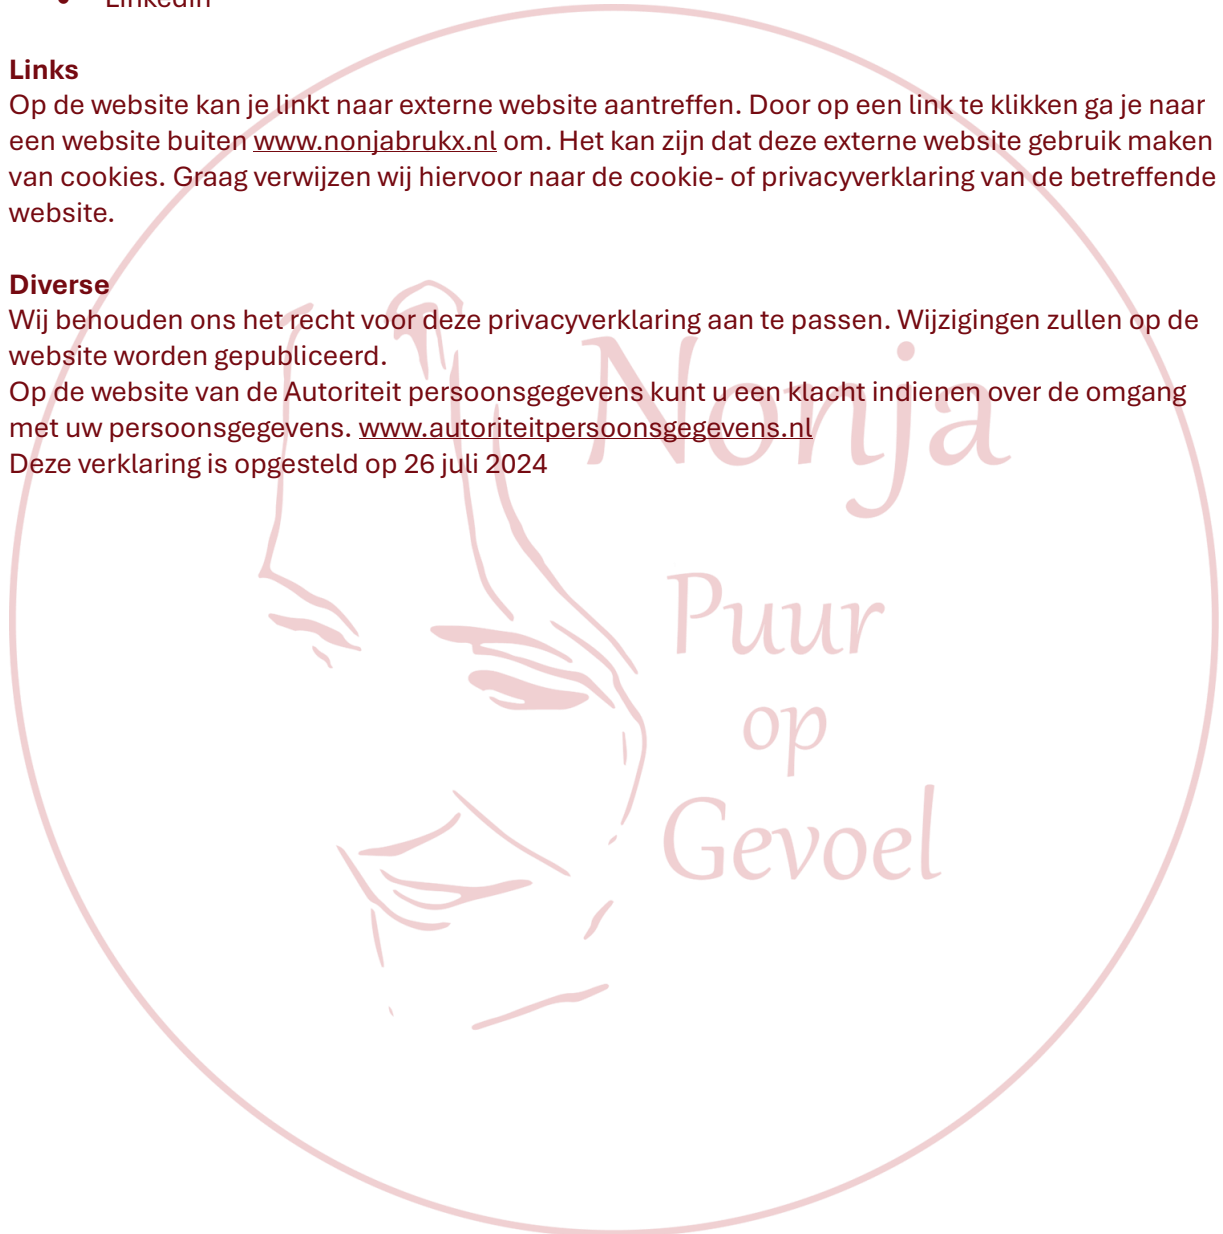 • LinkedIn
Links
Op de website kan je linkt naar externe website aantreffen. Door op een link te klikken ga je naar
een website buiten www.nonjabrukx.nl om. Het kan zijn dat deze externe website gebruik maken
van cookies. Graag verwijzen wij hiervoor naar de cookie- of privacyverklaring van de betreffende
website.
Diverse
Wij behouden ons het recht voor deze privacyverklaring aan te passen. Wijzigingen zullen op de
website worden gepubliceerd.
Op de website van de Autoriteit persoonsgegevens kunt u een klacht indienen over de omgang
met uw persoonsgegevens. www.autoriteitpersoonsgegevens.nl
Deze verklaring is opgesteld op 26 juli 2024
Nonja
Puur
op
Gevoel